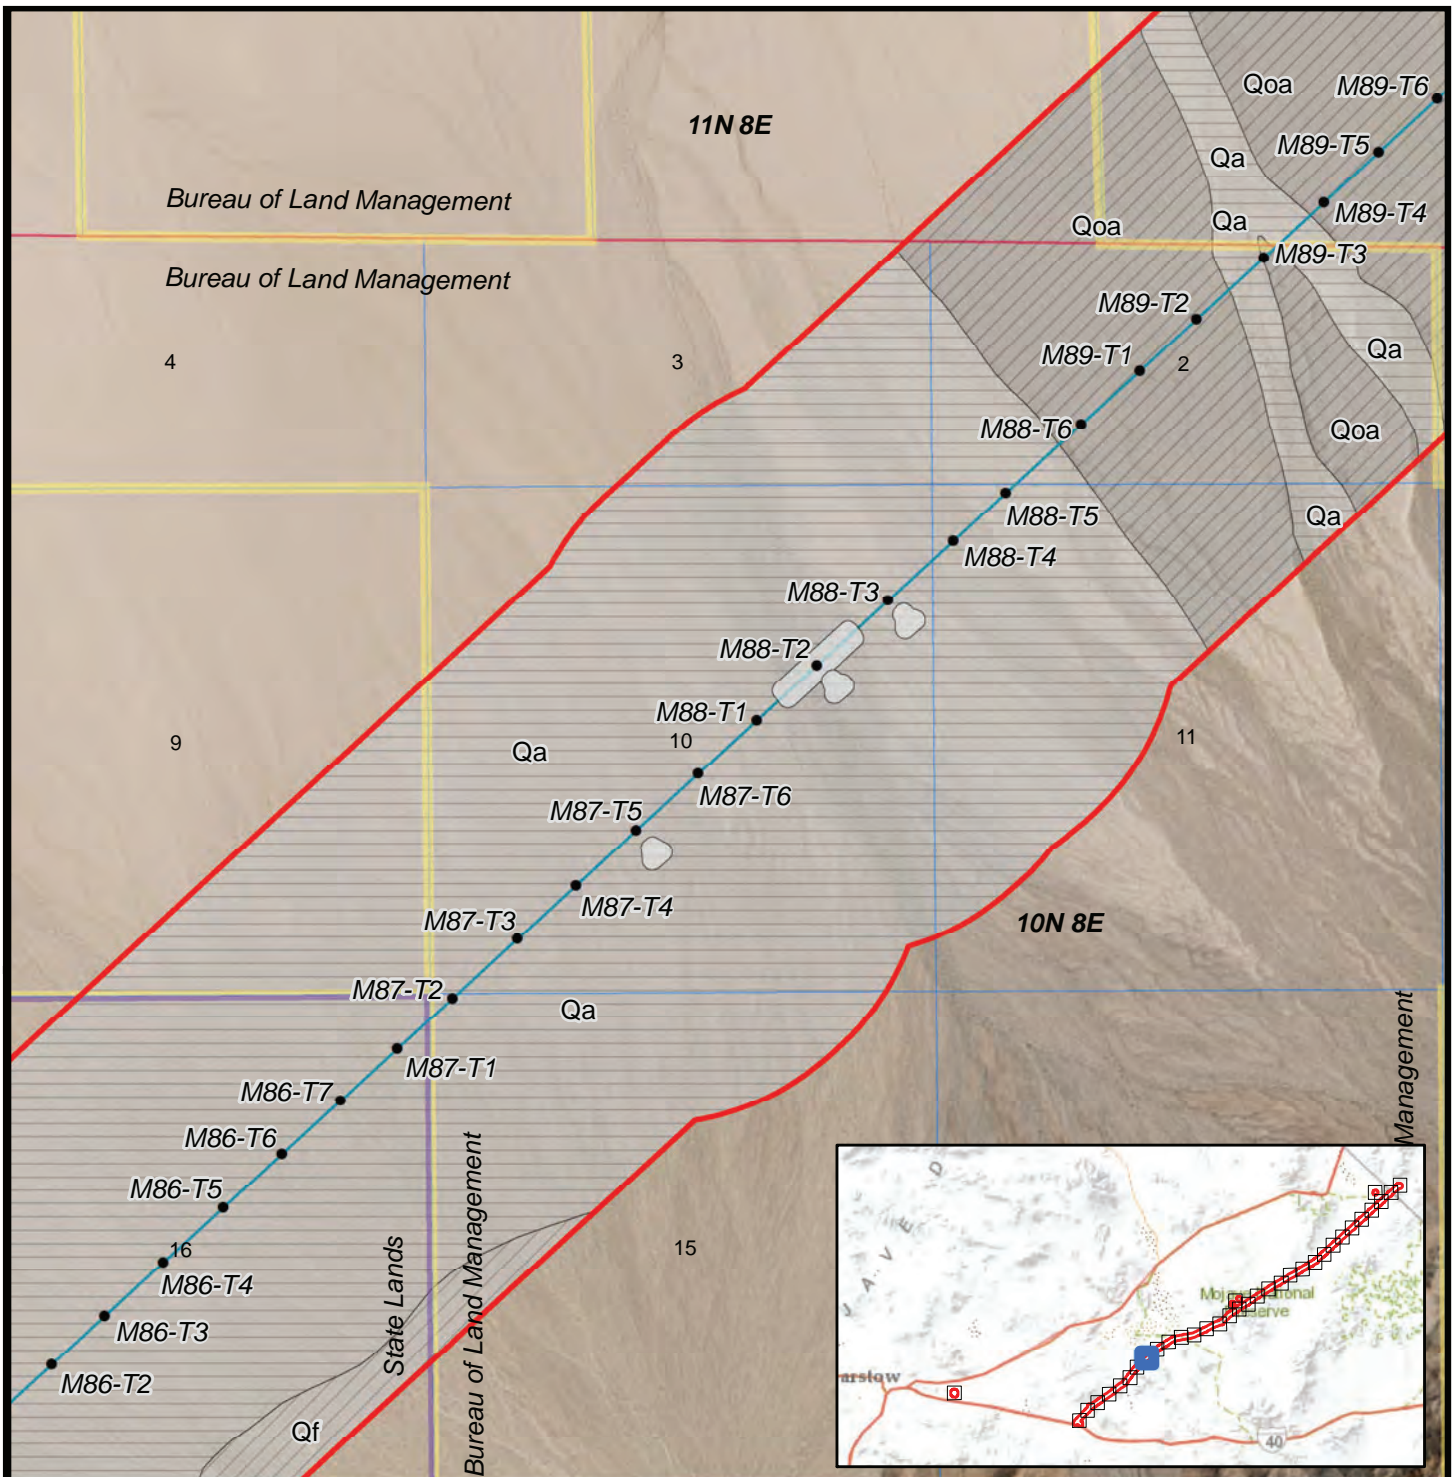 Qoa
M89-T6
11N 8E
M89-T5
Qa
Bureau of Land Management
M89-T4
Qoa
Qa
M89-T3
Bureau of Land Management
M89-T2
M89-T1
Qa
4
3
2
M88-T6
Qoa
M88-T5
Qa
M88-T4
M88-T3
M88-T2
M88-T1
9
Qa
10
11
M87-T6
M87-T5
M87-T4
M87-T3
10N 8E
M87-T2
Qa
Management
M87-T1
M86-T7
M86-T6
M86-T5
16
State Lands
Bureau of Land Management
15
M86-T4
M86-T3
M86-T2
Qf
J A V E D
arstow
40